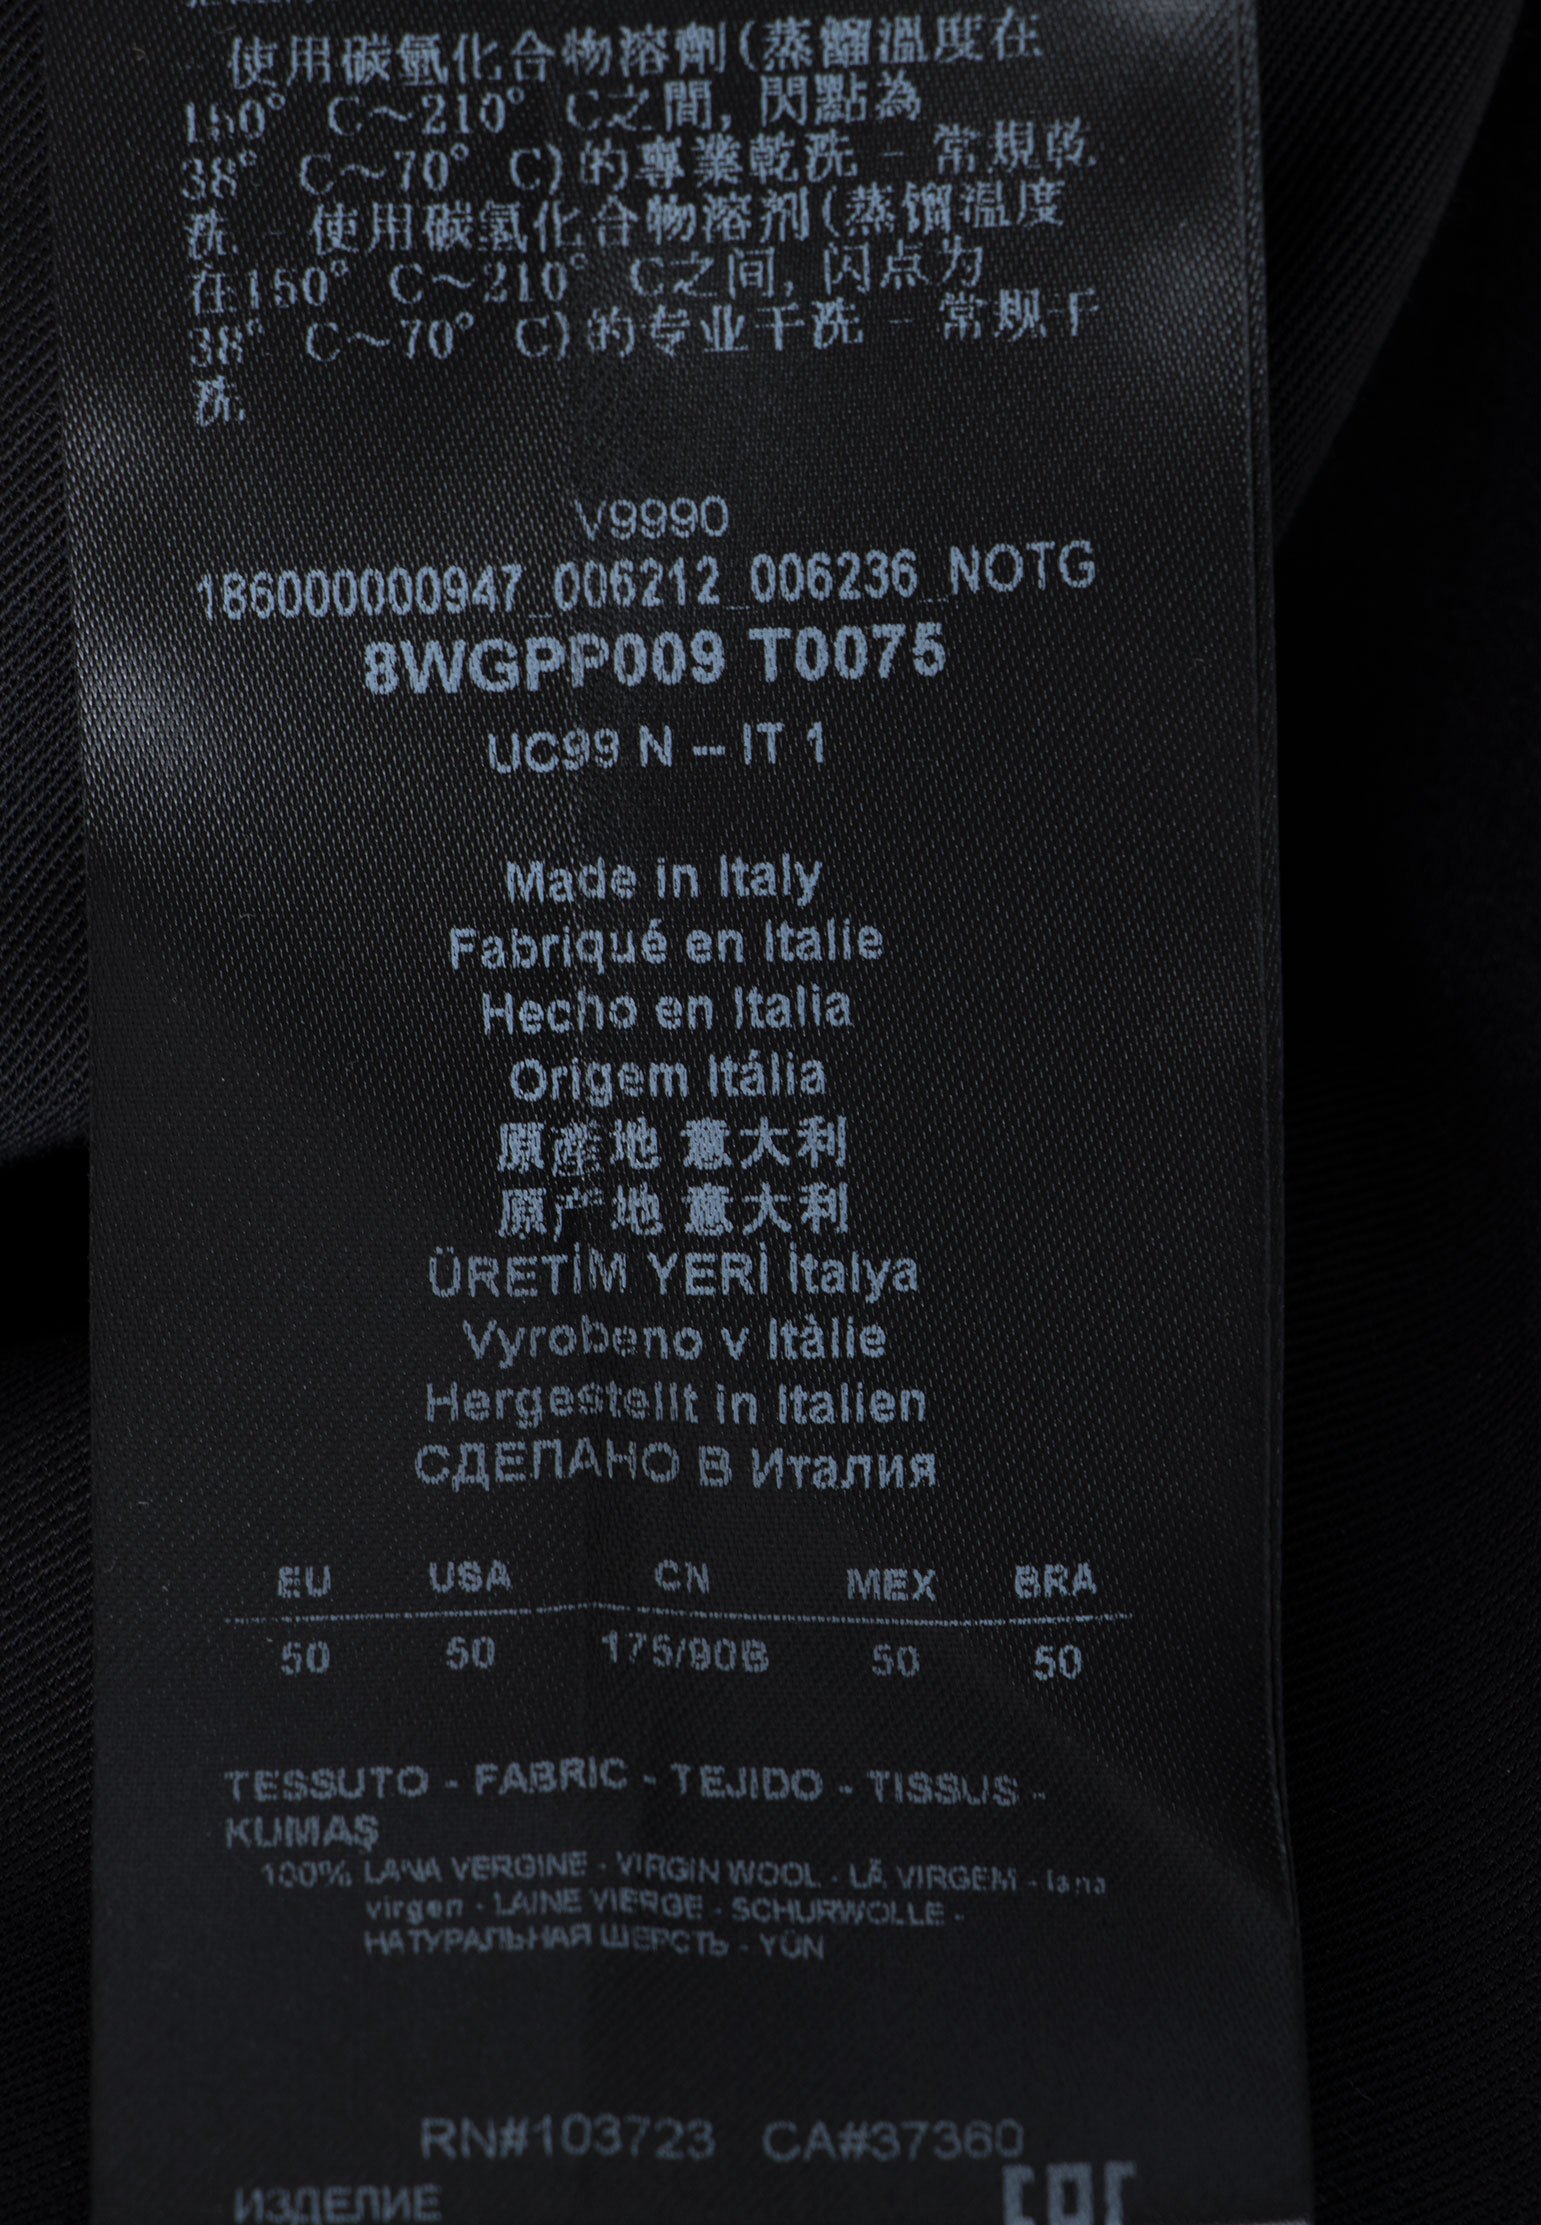 使用碳氫化合物溶劑(蒸餾溫度在
150° C～210° C之間, 閃點為
38° C～70° C)的專業乾洗 - 常規乾
洗 - 使用碳氢化合物溶剂(蒸馏温度
在150° C～210° C之间, 闪点为
38° C～70° C)的专业干洗 - 常规干
洗
V9990
186000000947_006212_006236_NOTG
8WGPP009 T0075
UC99 N -- IT 1
Made in Italy
Fabriqué en Italie
Hecho en Italia
Origem Itália
原產地 意大利
原产地 意大利
ÜRETİM YERİ İtalya
Vyrobeno v Itálie
Hergestellt in Italien
СДЕЛАНО В Италия
EU USA CN MEX BRA
50 50 175/90B 50 50
TESSUTO - FABRIC - TEJIDO - TISSUS -
KUMAŞ
100% LANA VERGINE - VIRGIN WOOL - LÃ VIRGEM - lana
virgen - LAINE VIERGE - SCHURWOLLE -
НАТУРАЛЬНАЯ ШЕРСТЬ - YÜN
RN#103723 CA#37360
ИЗДЕЛИЕ